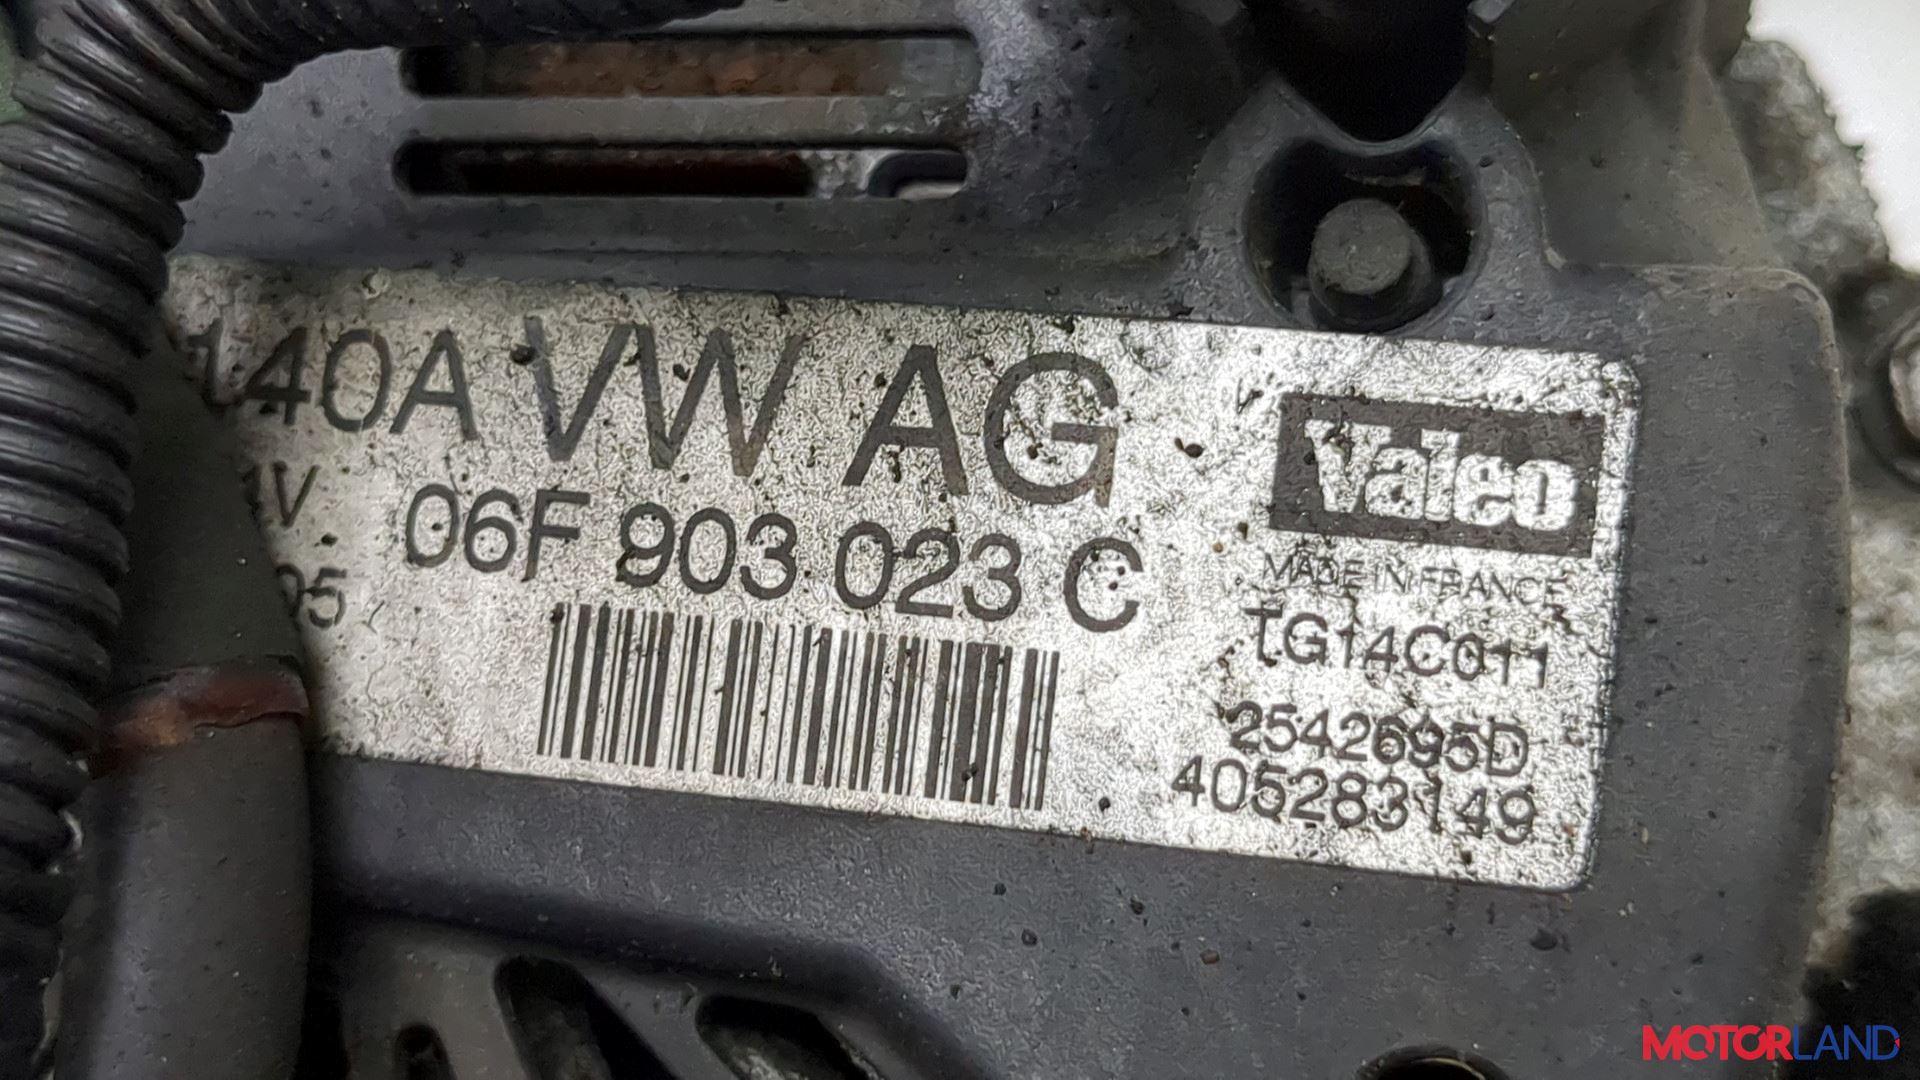 140A VW AG
06F 903 023 C
Valeo
MADE IN FRANCE
TG14C011
2542695D
405283149
MOTORLAND